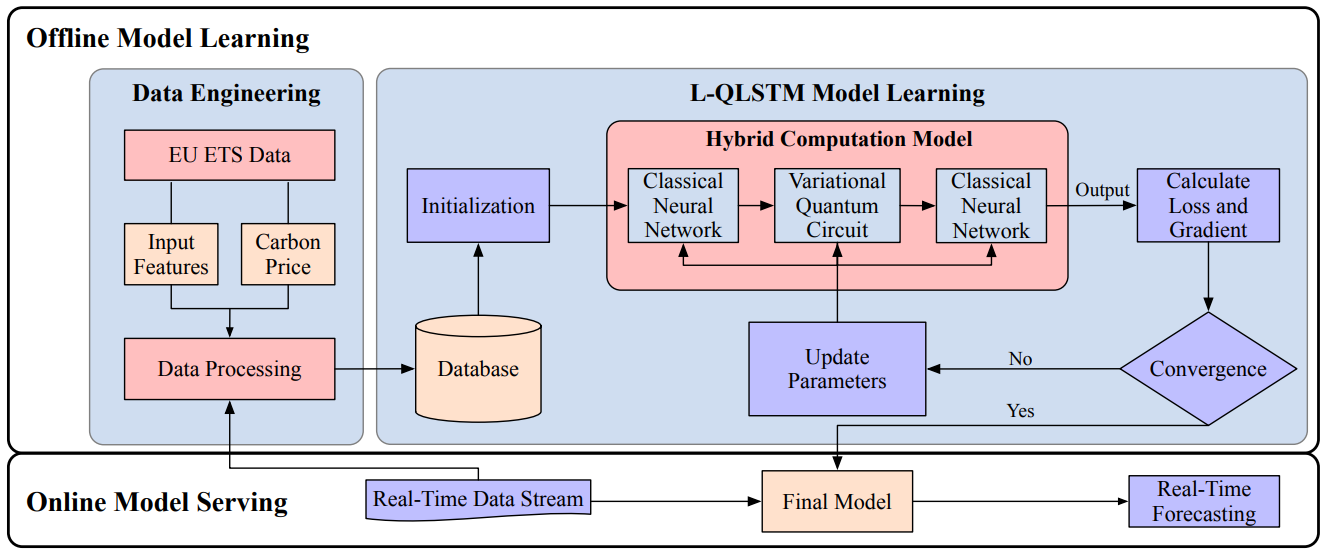 Offline Model Learning
Data Engineering
EU ETS Data
Input
Features
Carbon
Price
Data Processing
L-QLSTM Model Learning
Hybrid Computation Model
Initialization
Classical
Neural
Network
Variational
Quantum
Circuit
Classical
Neural
Network
Output
Calculate
Loss and
Gradient
Database
Update
Parameters
No
Convergence
Yes
Online Model Serving
Real-Time Data Stream
Final Model
Real-Time
Forecasting